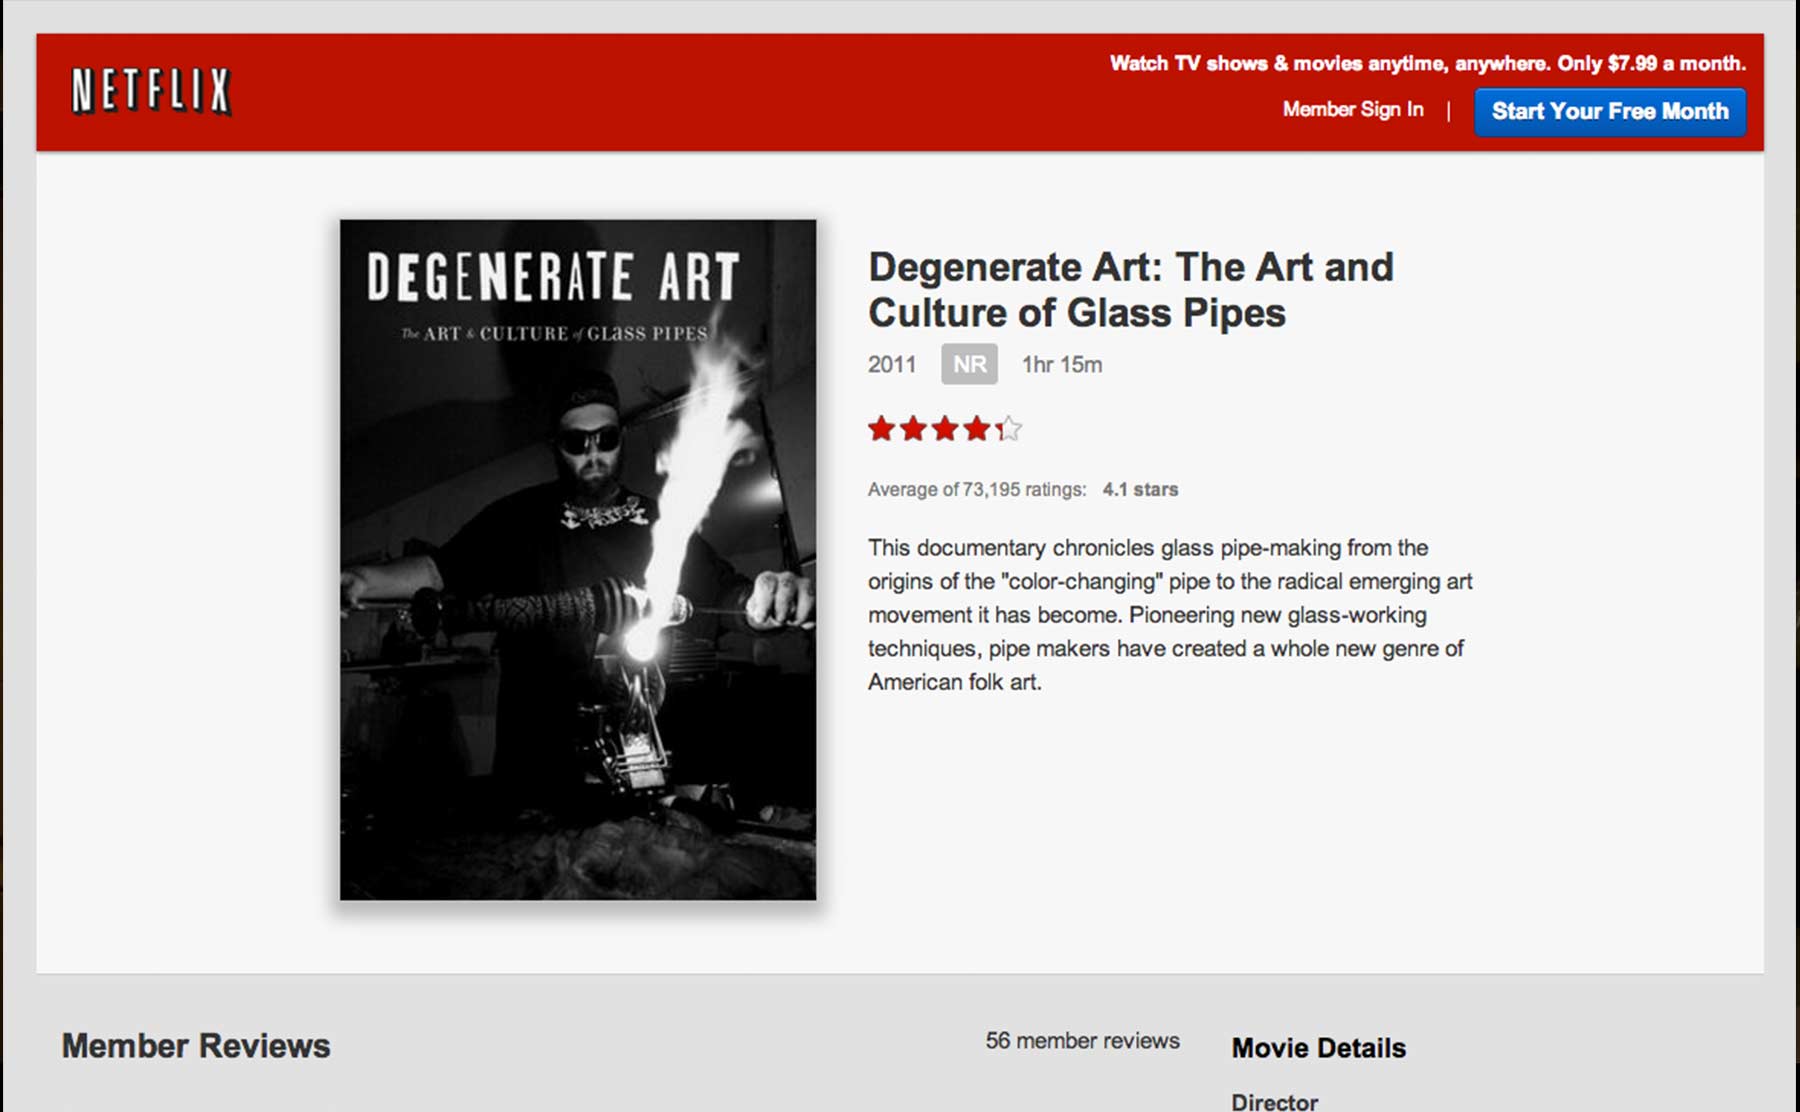 NETFLIX
Watch TV shows & movies anytime, anywhere. Only $7.99 a month.
Member Sign In | Start Your Free Month
DEGENERATE ART
The ART & CULTURE of GLASS PIPES
Degenerate Art: The Art and
Culture of Glass Pipes
2011 NR 1hr 15m
Average of 73,195 ratings: 4.1 stars
This documentary chronicles glass pipe-making from the
origins of the "color-changing" pipe to the radical emerging art
movement it has become. Pioneering new glass-working
techniques, pipe makers have created a whole new genre of
American folk art.
Member Reviews
56 member reviews
Movie Details
Director